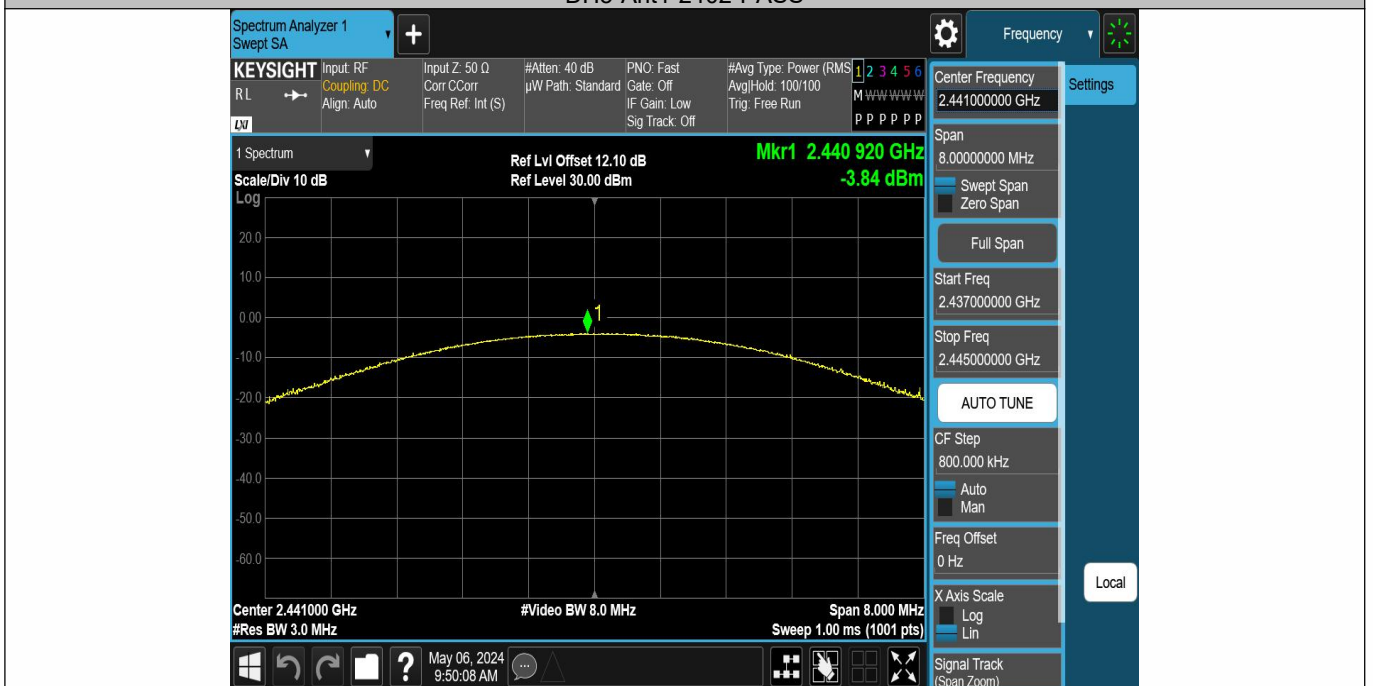 Spectrum Analyzer 1
Swept SA
Frequency
KEYSIGHT
RL
LXI
Input: RF
Coupling: DC
Align: Auto
Input Z: 50 Ω
Corr CCorr
Freq Ref: Int (S)
#Atten: 40 dB
µW Path: Standard
PNO: Fast
Gate: Off
IF Gain: Low
Sig Track: Off
#Avg Type: Power (RMS
Avg|Hold: 100/100
Trig: Free Run
1 2 3 4 5 6
M W W W W W
P P P P P P
1 Spectrum
Scale/Div 10 dB
Ref Lvl Offset 12.10 dB
Ref Level 30.00 dBm
Mkr1 2.440 920 GHz
-3.84 dBm
Log
20.0
10.0
0.00
-10.0
-20.0
-30.0
-40.0
-50.0
-60.0
1
Center 2.441000 GHz
#Res BW 3.0 MHz
#Video BW 8.0 MHz
Span 8.000 MHz
Sweep 1.00 ms (1001 pts)
May 06, 2024
9:50:08 AM
Center Frequency
2.441000000 GHz
Settings
Span
8.00000000 MHz
Swept Span
Zero Span
Full Span
Start Freq
2.437000000 GHz
Stop Freq
2.445000000 GHz
AUTO TUNE
CF Step
800.000 kHz
Auto
Man
Freq Offset
0 Hz
X Axis Scale
Log
Lin
Local
Signal Track
(Span Zoom)